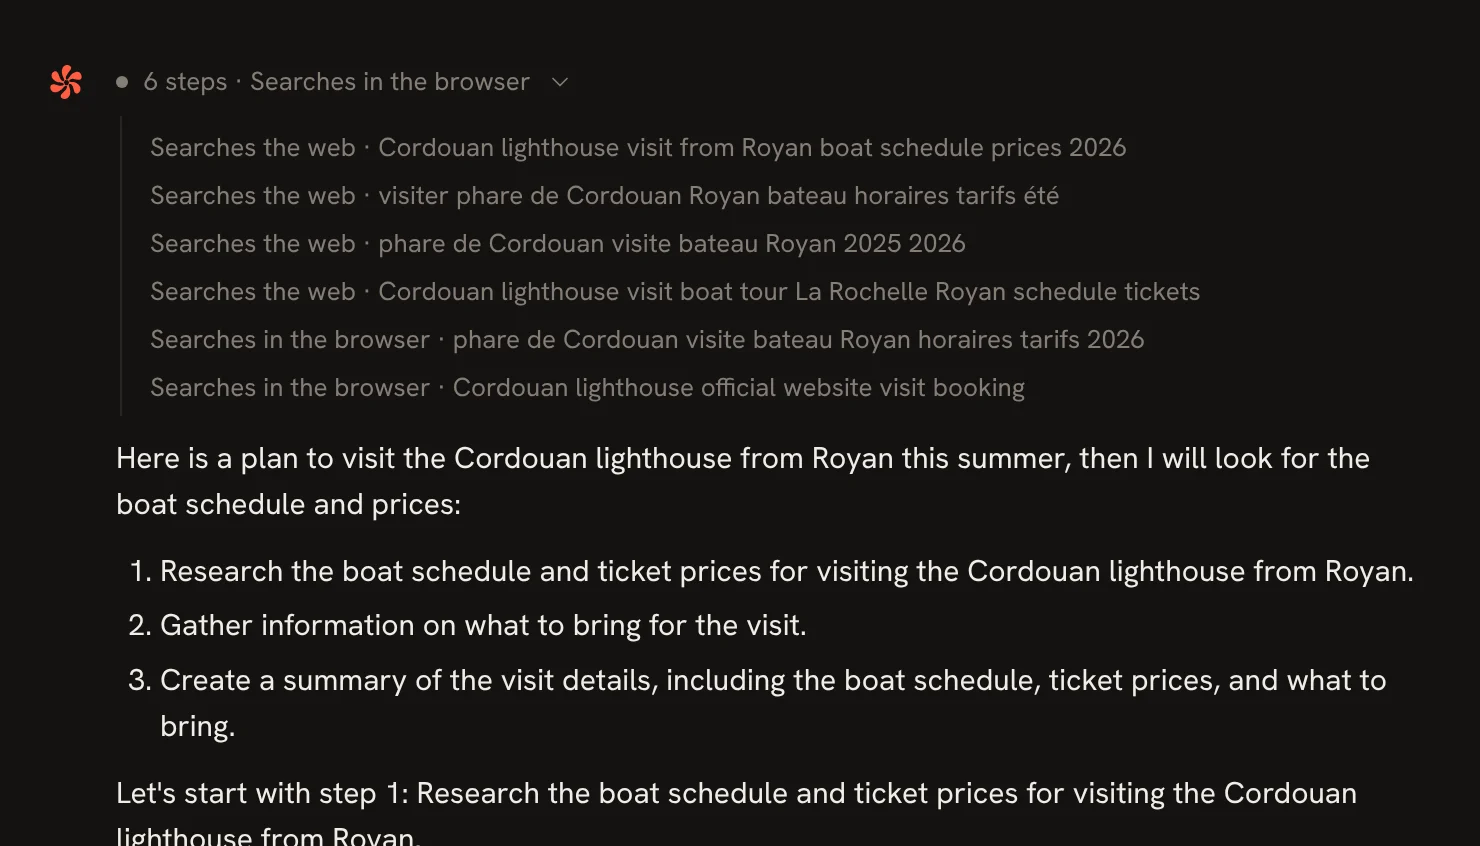 6 steps · Searches in the browser
Searches the web · Cordouan lighthouse visit from Royan boat schedule prices 2026
Searches the web · visiter phare de Cordouan Royan bateau horaires tarifs été
Searches the web · phare de Cordouan visite bateau Royan 2025 2026
Searches the web · Cordouan lighthouse visit boat tour La Rochelle Royan schedule tickets
Searches in the browser · phare de Cordouan visite bateau Royan horaires tarifs 2026
Searches in the browser · Cordouan lighthouse official website visit booking
Here is a plan to visit the Cordouan lighthouse from Royan this summer, then I will look for the
boat schedule and prices:
1. Research the boat schedule and ticket prices for visiting the Cordouan lighthouse from Royan.
2. Gather information on what to bring for the visit.
3. Create a summary of the visit details, including the boat schedule, ticket prices, and what to
bring.
Let's start with step 1: Research the boat schedule and ticket prices for visiting the Cordouan
lighthouse from Royan.